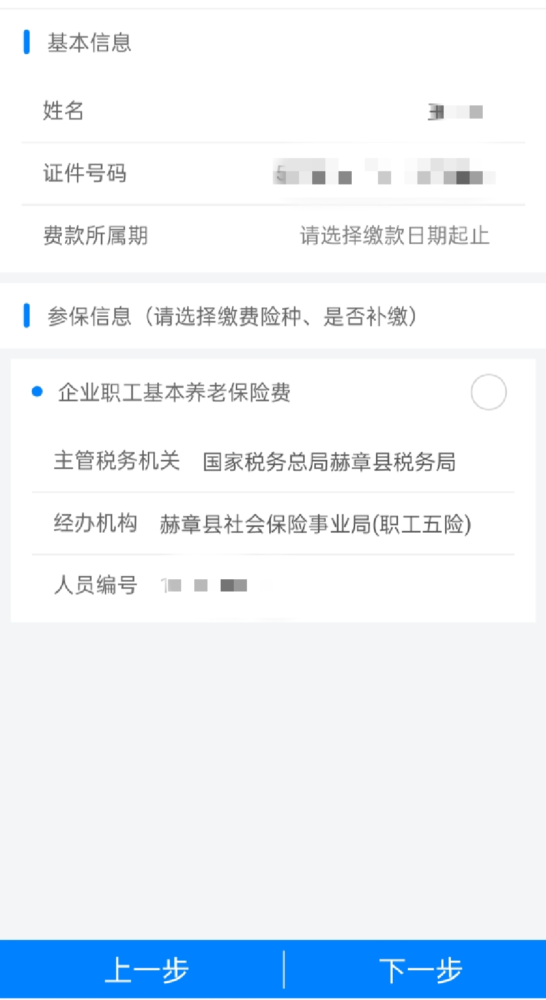 基本信息
姓名
证件号码
费款所属期 请选择缴款日期起止
参保信息（请选择缴费险种、是否补缴）
企业职工基本养老保险费
主管税务机关 国家税务总局赫章县税务局
经办机构 赫章县社会保险事业局(职工五险)
人员编号
上一步 下一步